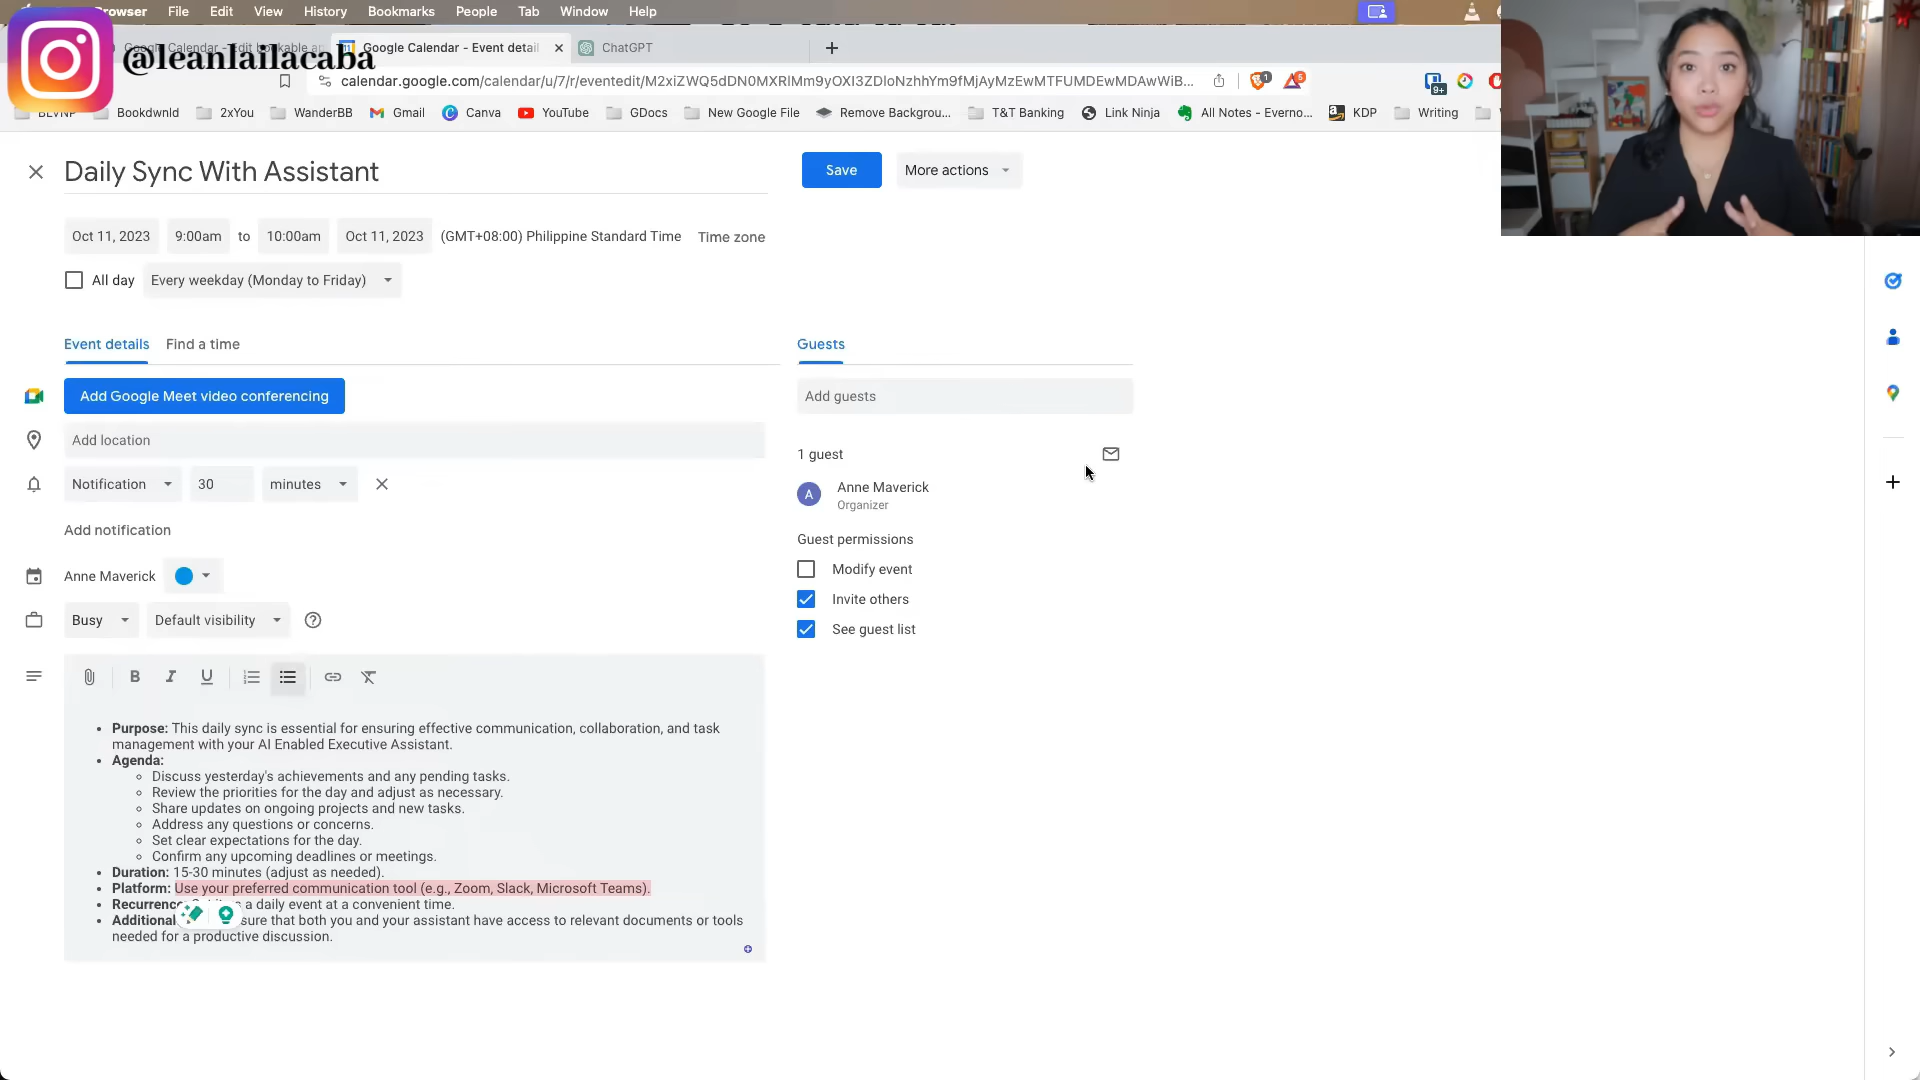 Browser File Edit View History Bookmarks People Tab Window Help
@leanlailacaba
Google Calendar - Event detail
ChatGPT
calendar.google.com/calendar/u/7/r/eventedit/M2xiZWQ5dDN0MXRlMm9yOXI3ZDloNzhhYm9fMjAyMzEwMTFUMDEwMDAwWiB...
1
5
9+
BLVNP Bookdwnld 2xYou WanderBB Gmail Canva YouTube GDocs New Google File Remove Backgrou... T&T Banking Link Ninja All Notes - Everno... KDP Writing
Daily Sync With Assistant
Save
More actions
Oct 11, 2023 9:00am to 10:00am Oct 11, 2023 (GMT+08:00) Philippine Standard Time Time zone
All day Every weekday (Monday to Friday)
Event details Find a time
Guests
Add Google Meet video conferencing
Add guests
Add location
1 guest
Notification 30 minutes
A
Anne Maverick
Organizer
Add notification
Guest permissions
Anne Maverick
Modify event
Busy Default visibility
Invite others
See guest list
B I U
Purpose: This daily sync is essential for ensuring effective communication, collaboration, and task
management with your AI Enabled Executive Assistant.
Agenda:
Discuss yesterday's achievements and any pending tasks.
Review the priorities for the day and adjust as necessary.
Share updates on ongoing projects and new tasks.
Address any questions or concerns.
Set clear expectations for the day.
Confirm any upcoming deadlines or meetings.
Duration: 15-30 minutes (adjust as needed).
Platform: Use your preferred communication tool (e.g., Zoom, Slack, Microsoft Teams).
Recurrence a daily event at a convenient time.
Additional sure that both you and your assistant have access to relevant documents or tools
needed for a productive discussion.